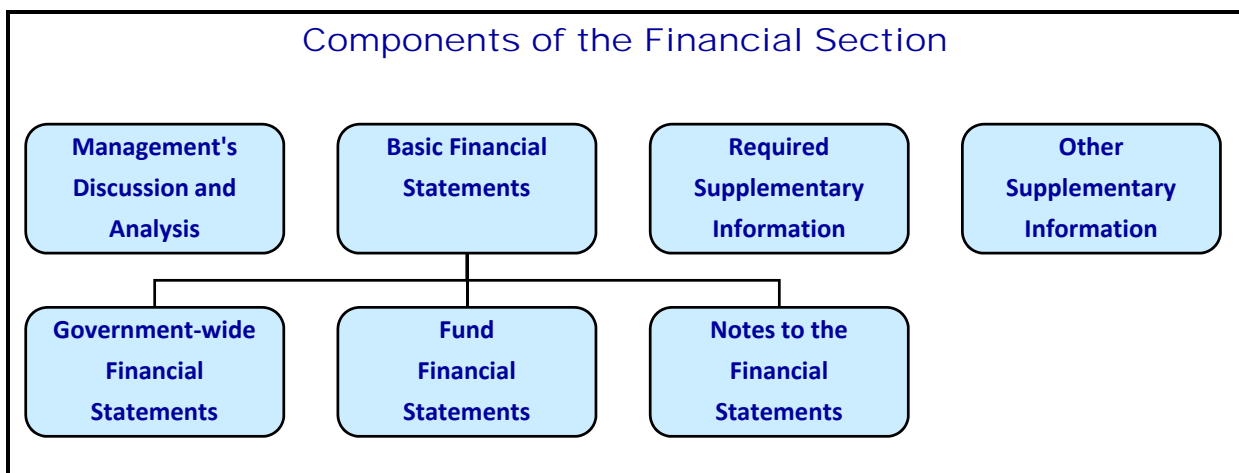 Components of the Financial Section
Management's
Discussion and
Analysis
Basic Financial
Statements
Required
Supplementary
Information
Other
Supplementary
Information
Government-wide
Financial
Statements
Fund
Financial
Statements
Notes to the
Financial
Statements